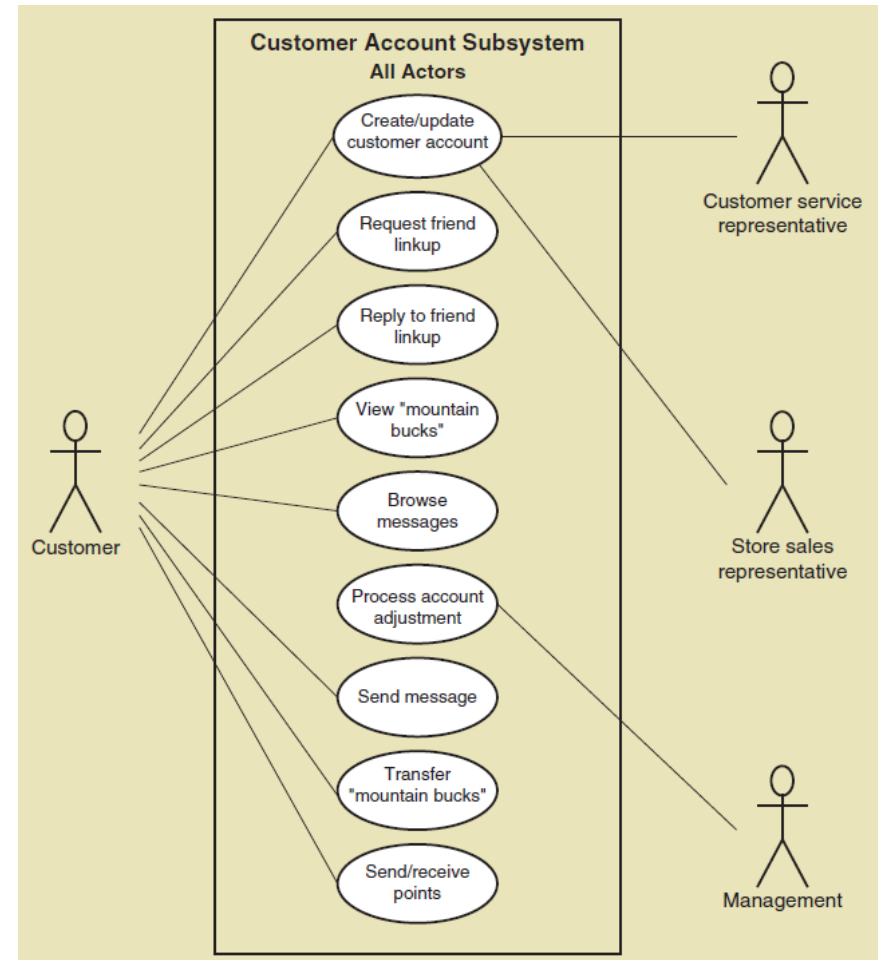 Customer Account Subsystem
All Actors
Create/update
customer account
Customer service
representative
Request friend
linkup
Reply to friend
linkup
View "mountain
bucks"
Browse
messages
Customer
Store sales
representative
Process account
adjustment
Send message
Transfer
"mountain bucks"
Send/receive
points
Management